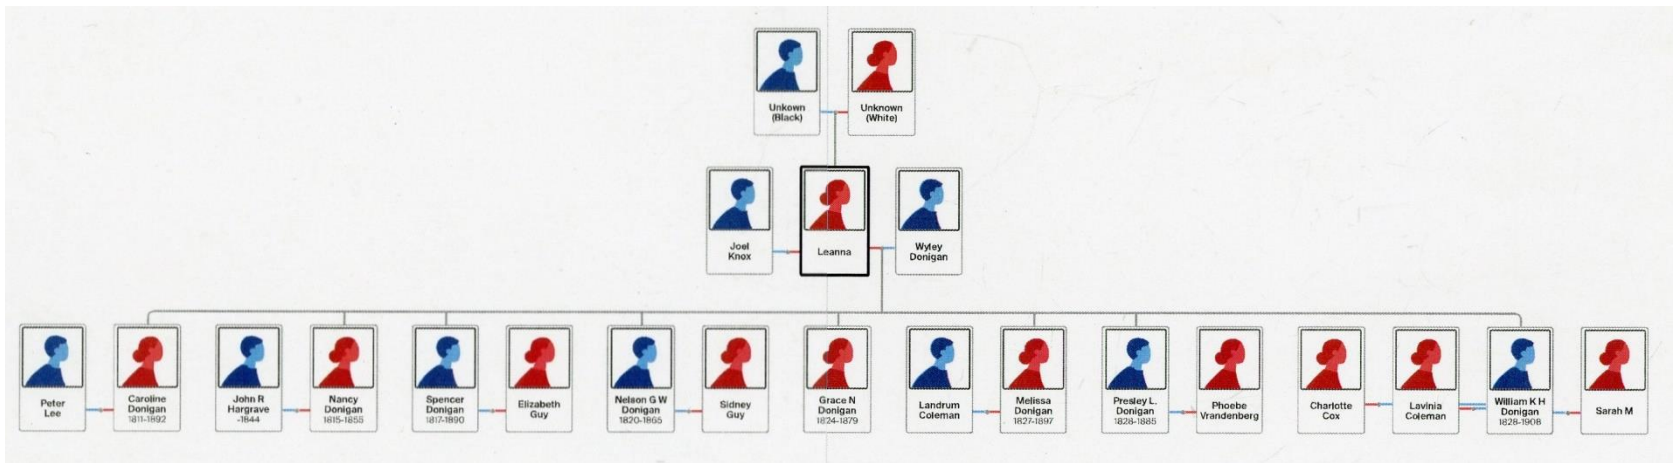 Unkown
(Black)
Unknown
(White)
Joel
Knox
Leanna
Wyley
Donigan
Peter
Lee
Caroline
Donigan
1811-1892
John R
Hargrave
-1844
Nancy
Donigan
1815-1855
Spencer
Donigan
1817-1890
Elizabeth
Guy
Nelson G W
Donigan
1820-1865
Sidney
Guy
Grace N
Donigan
1824-1879
Landrum
Coleman
Melissa
Donigan
1827-1897
Presley L.
Donigan
1828-1885
Phoebe
Vrandenberg
Charlotte
Cox
Lavinia
Coleman
William K H
Donigan
1828-1908
Sarah M